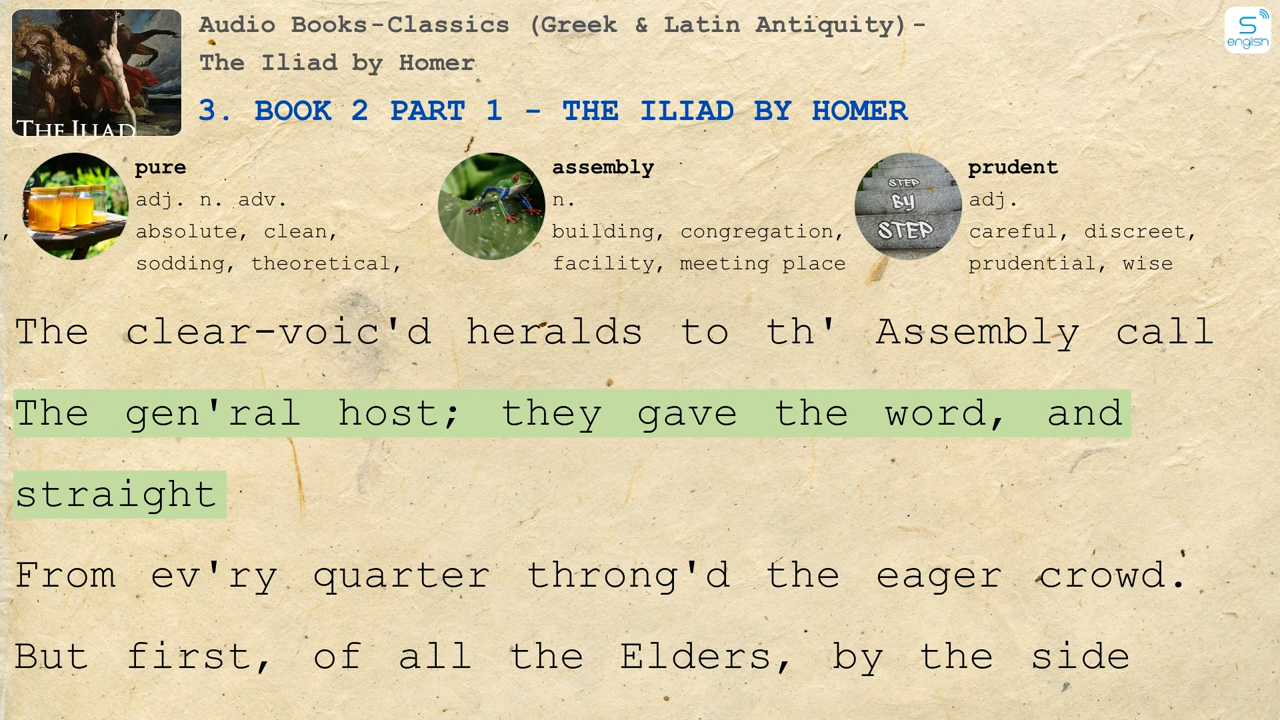 Audio Books-Classics (Greek & Latin Antiquity)-
The Iliad by Homer
THE ILIAD
3. BOOK 2 PART 1 - THE ILIAD BY HOMER
S
english
pure
adj. n. adv.
absolute, clean,
sodding, theoretical,
assembly
n.
building, congregation,
facility, meeting place
STEP
BY
STEP
prudent
adj.
careful, discreet,
prudential, wise
The clear-voic'd heralds to th' Assembly call
The gen'ral host; they gave the word, and
straight
From ev'ry quarter throng'd the eager crowd.
But first, of all the Elders, by the side